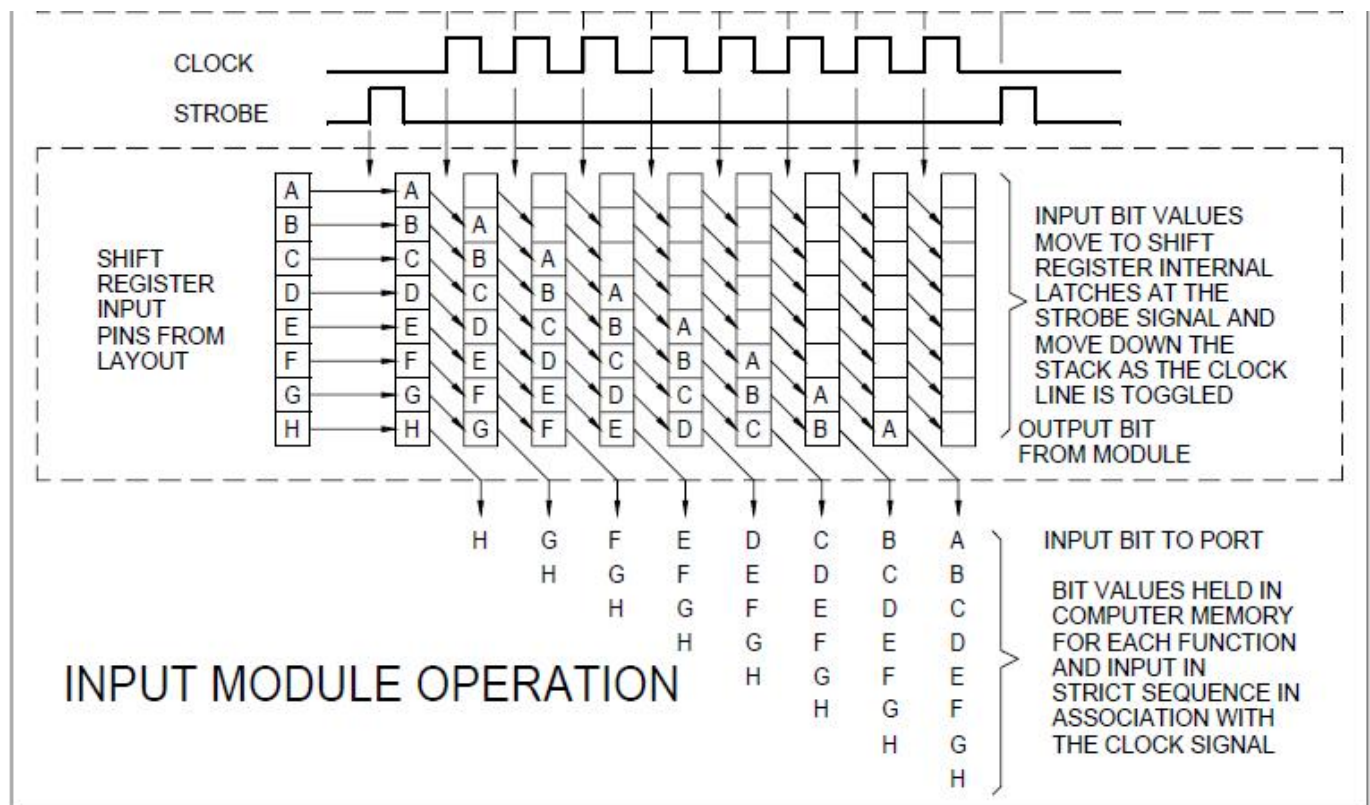 CLOCK
STROBE
A A
B B A
C C B A
D D C B A
E E D C B A
F F E D C B A
G G F E D C B A
H H G F E D C B A
SHIFT
REGISTER
INPUT
PINS FROM
LAYOUT
INPUT BIT VALUES
MOVE TO SHIFT
REGISTER INTERNAL
LATCHES AT THE
STROBE SIGNAL AND
MOVE DOWN THE
STACK AS THE CLOCK
LINE IS TOGGLED
OUTPUT BIT
FROM MODULE
H G F E D C B A
H G F E D C B
H G F E D C
H G F E D
H G F E
H G F
H G
H
INPUT BIT TO PORT
BIT VALUES HELD IN
COMPUTER MEMORY
FOR EACH FUNCTION
AND INPUT IN
STRICT SEQUENCE IN
ASSOCIATION WITH
THE CLOCK SIGNAL
INPUT MODULE OPERATION